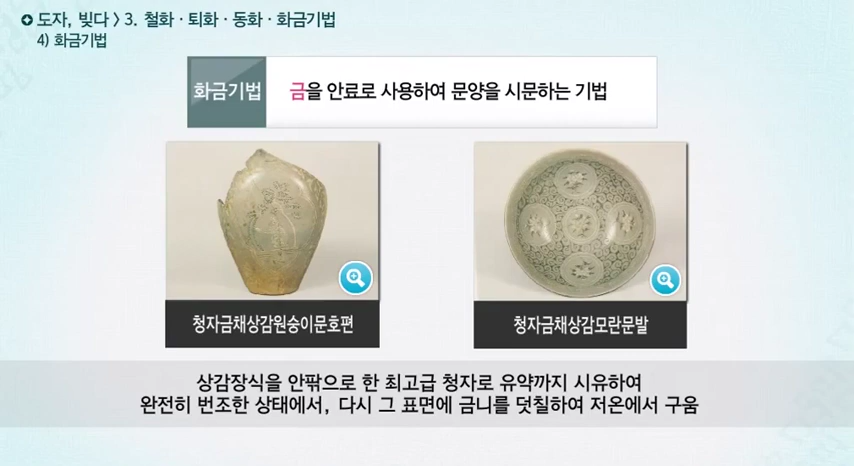 도자, 빚다 > 3. 철화 · 퇴화 · 동화 · 화금기법
4) 화금기법
화금기법 금을 안료로 사용하여 문양을 시문하는 기법
청자금채상감원숭이문호편
청자금채상감모란문발
상감장식을 안팎으로 한 최고급 청자로 유약까지 시유하여
완전히 번조한 상태에서, 다시 그 표면에 금니를 덧칠하여 저온에서 구움